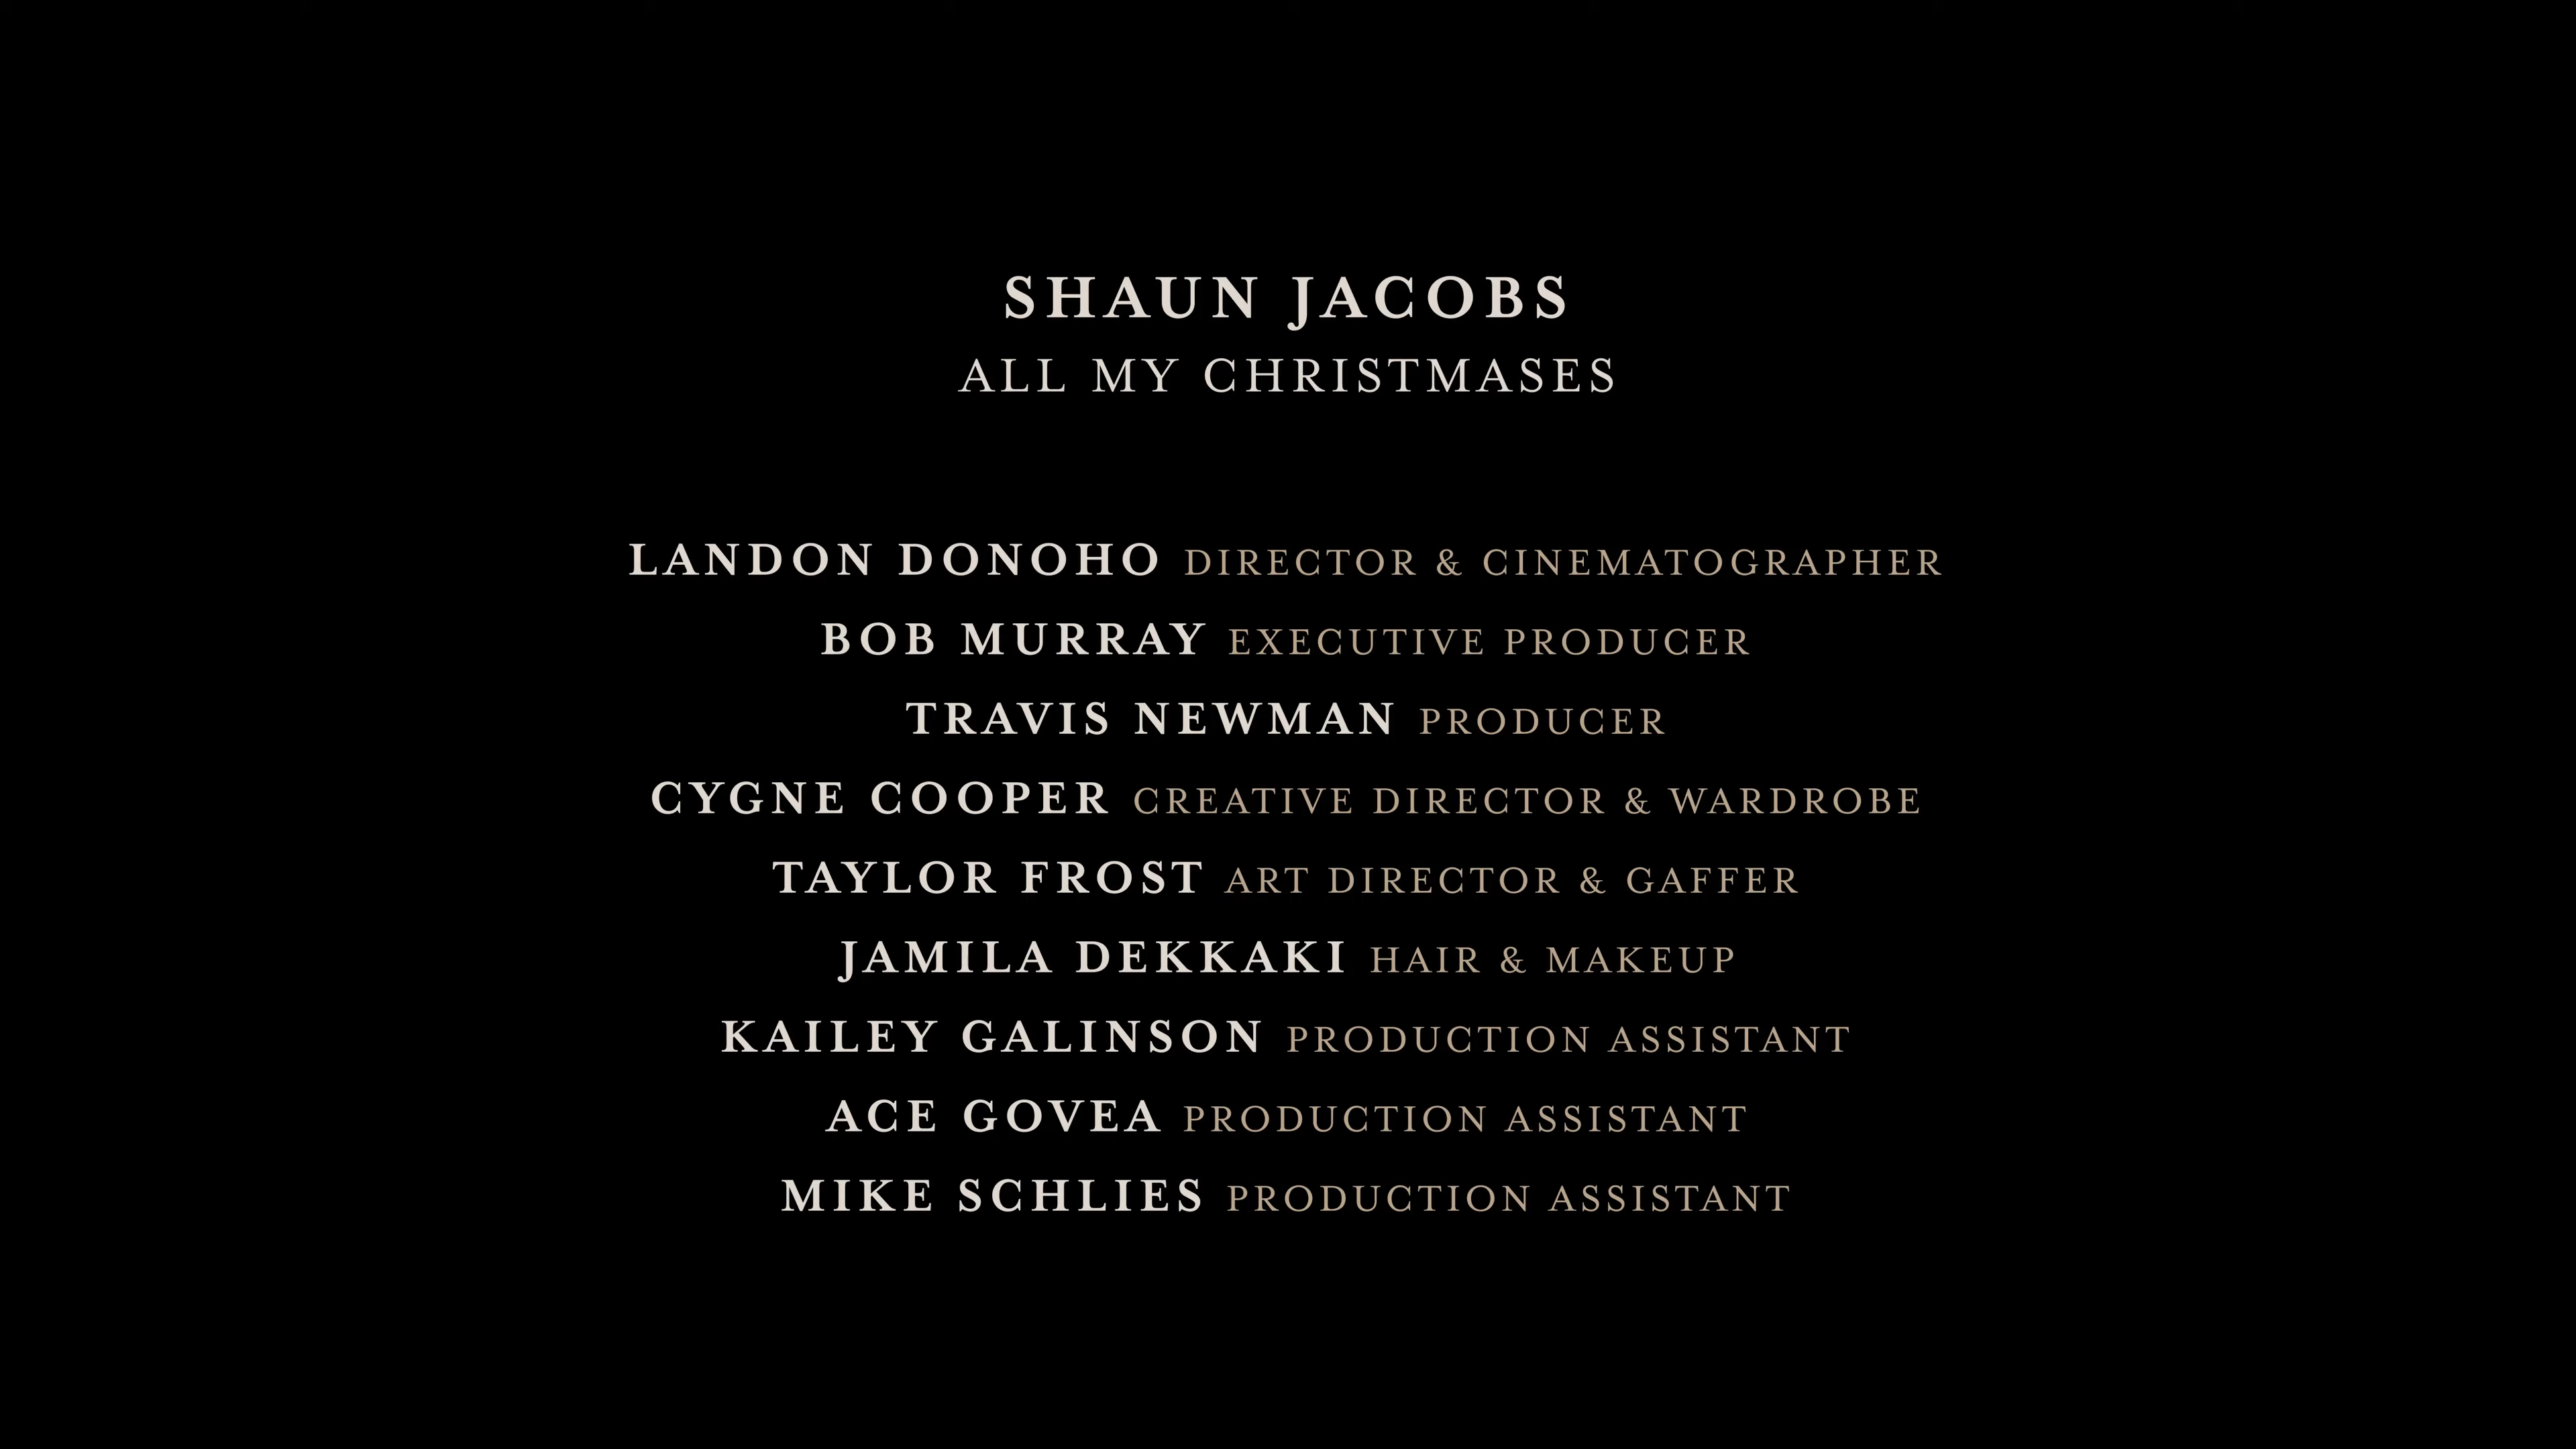 SHAUN JACOBS
ALL MY CHRISTMASES
LANDON DONOHO DIRECTOR & CINEMATOGRAPHER
BOB MURRAY EXECUTIVE PRODUCER
TRAVIS NEWMAN PRODUCER
CYGNE COOPER CREATIVE DIRECTOR & WARDROBE
TAYLOR FROST ART DIRECTOR & GAFFER
JAMILA DEKKAKI HAIR & MAKEUP
KAILEY GALINSON PRODUCTION ASSISTANT
ACE GOVEA PRODUCTION ASSISTANT
MIKE SCHLIES PRODUCTION ASSISTANT